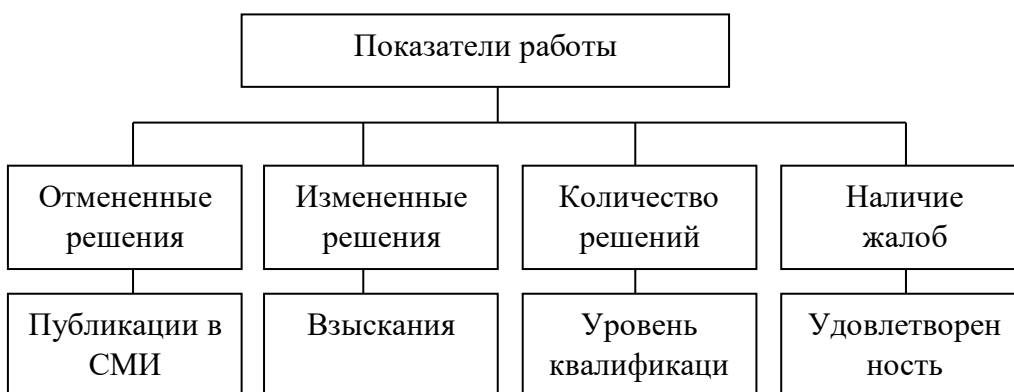 Показатели работы
Отмененные
решения
Измененные
решения
Количество
решений
Наличие
жалоб
Публикации в
СМИ
Взыскания
Уровень
квалификаци
Удовлетворен
ность